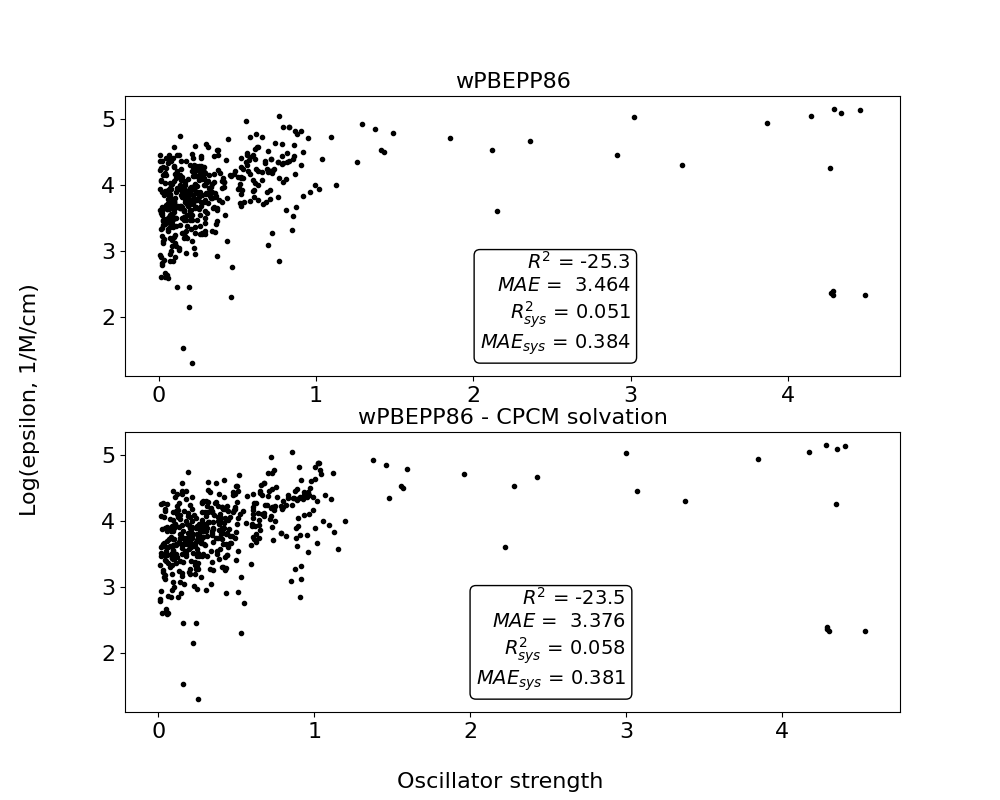 wPBEPP86
5
4
3
2
R² = -25.3
MAE = 3.464
R²sys = 0.051
MAEsys = 0.384
0 1 2 3 4
wPBEPP86 - CPCM solvation
5
4
3
2
R² = -23.5
MAE = 3.376
R²sys = 0.058
MAEsys = 0.381
0 1 2 3 4
Log(epsilon, 1/M/cm)
Oscillator strength